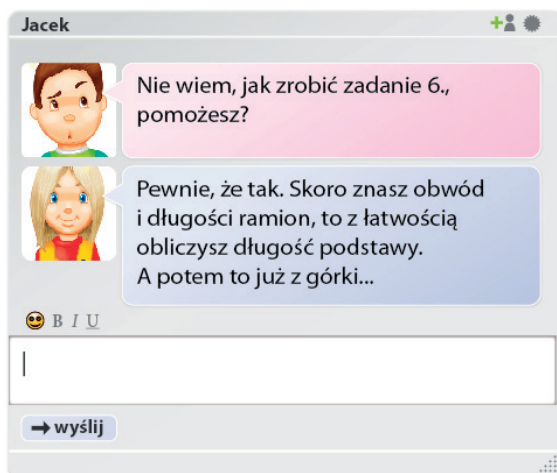 Jacek
Nie wiem, jak zrobić zadanie 6.,
pomożesz?
Pewnie, że tak. Skoro znasz obwód
i długości ramion, to z łatwością
obliczysz długość podstawy.
A potem to już z górki...
B I U
wyślij